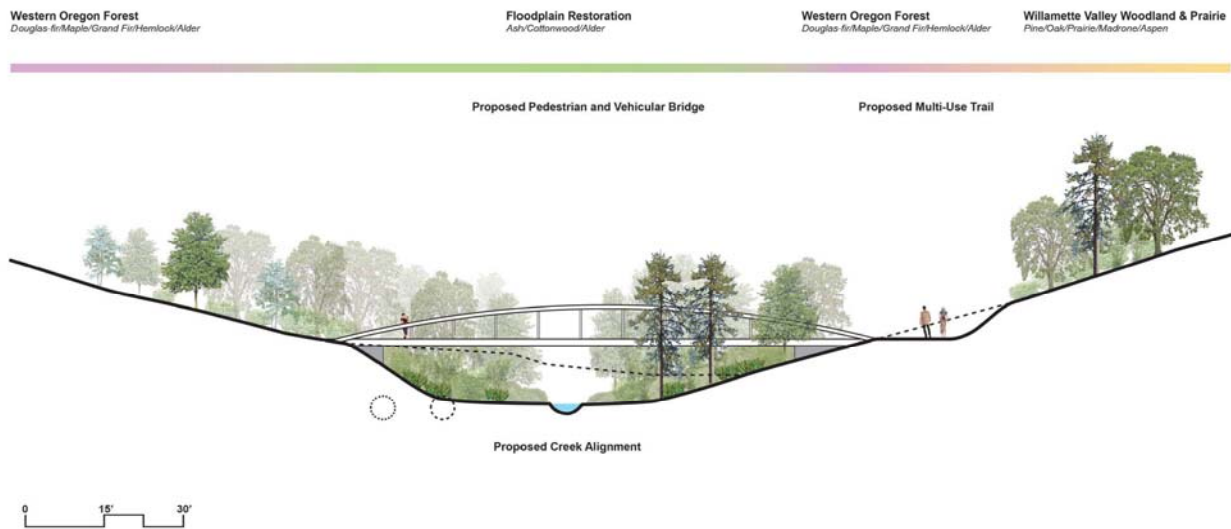 Western Oregon Forest
Douglas-fir/Maple/Grand Fir/Hemlock/Alder
Floodplain Restoration
Ash/Cottonwood/Alder
Western Oregon Forest
Douglas-fir/Maple/Grand Fir/Hemlock/Alder
Willamette Valley Woodland & Prairie
Pine/Oak/Prairie/Madrone/Aspen
Proposed Pedestrian and Vehicular Bridge
Proposed Multi-Use Trail
Proposed Creek Alignment
0 15' 30'